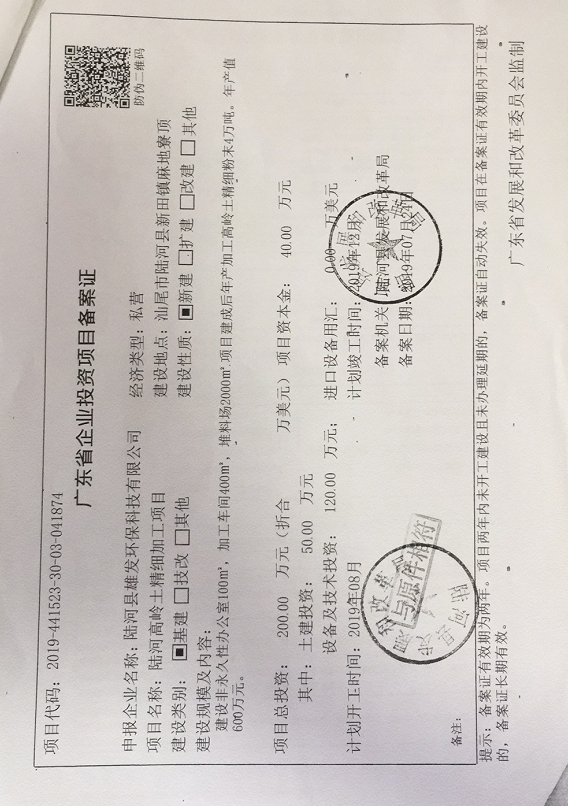 项目代码：2019-441523-30-03-041874
防伪二维码
广东省企业投资项目备案证
申报企业名称：陆河县雄发环保科技有限公司 经济类型：私营
项目名称：陆河高岭土精细加工项目 建设地点：汕尾市陆河县新田镇麻地寮顶
建设类别：■基建 □技改 □其他 建设性质：■新建 □扩建 □改建 □其他
建设规模及内容：
建设非永久性办公室100㎡，加工车间400㎡，堆料场2000㎡.项目建成后年产加工高岭土精细粉末4万吨。年产值
600万元。
项目总投资： 200.00 万元（折合 万美元）项目资本金： 40.00 万元
其中：土建投资： 50.00 万元
设备及技术投资： 120.00 万元； 进口设备用汇： 0.00 万美元
计划开工时间：2019年08月 计划竣工时间：2019年12月
备案机关：陆河县发展和改革局
备案日期：2019年07月24日
与原件相符
备注：
提示：备案证有效期为两年。项目两年内未开工建设且未办理延期的，备案证自动失效。项目在备案证有效期内开工建设
的，备案证长期有效。
广东省发展和改革委员会监制